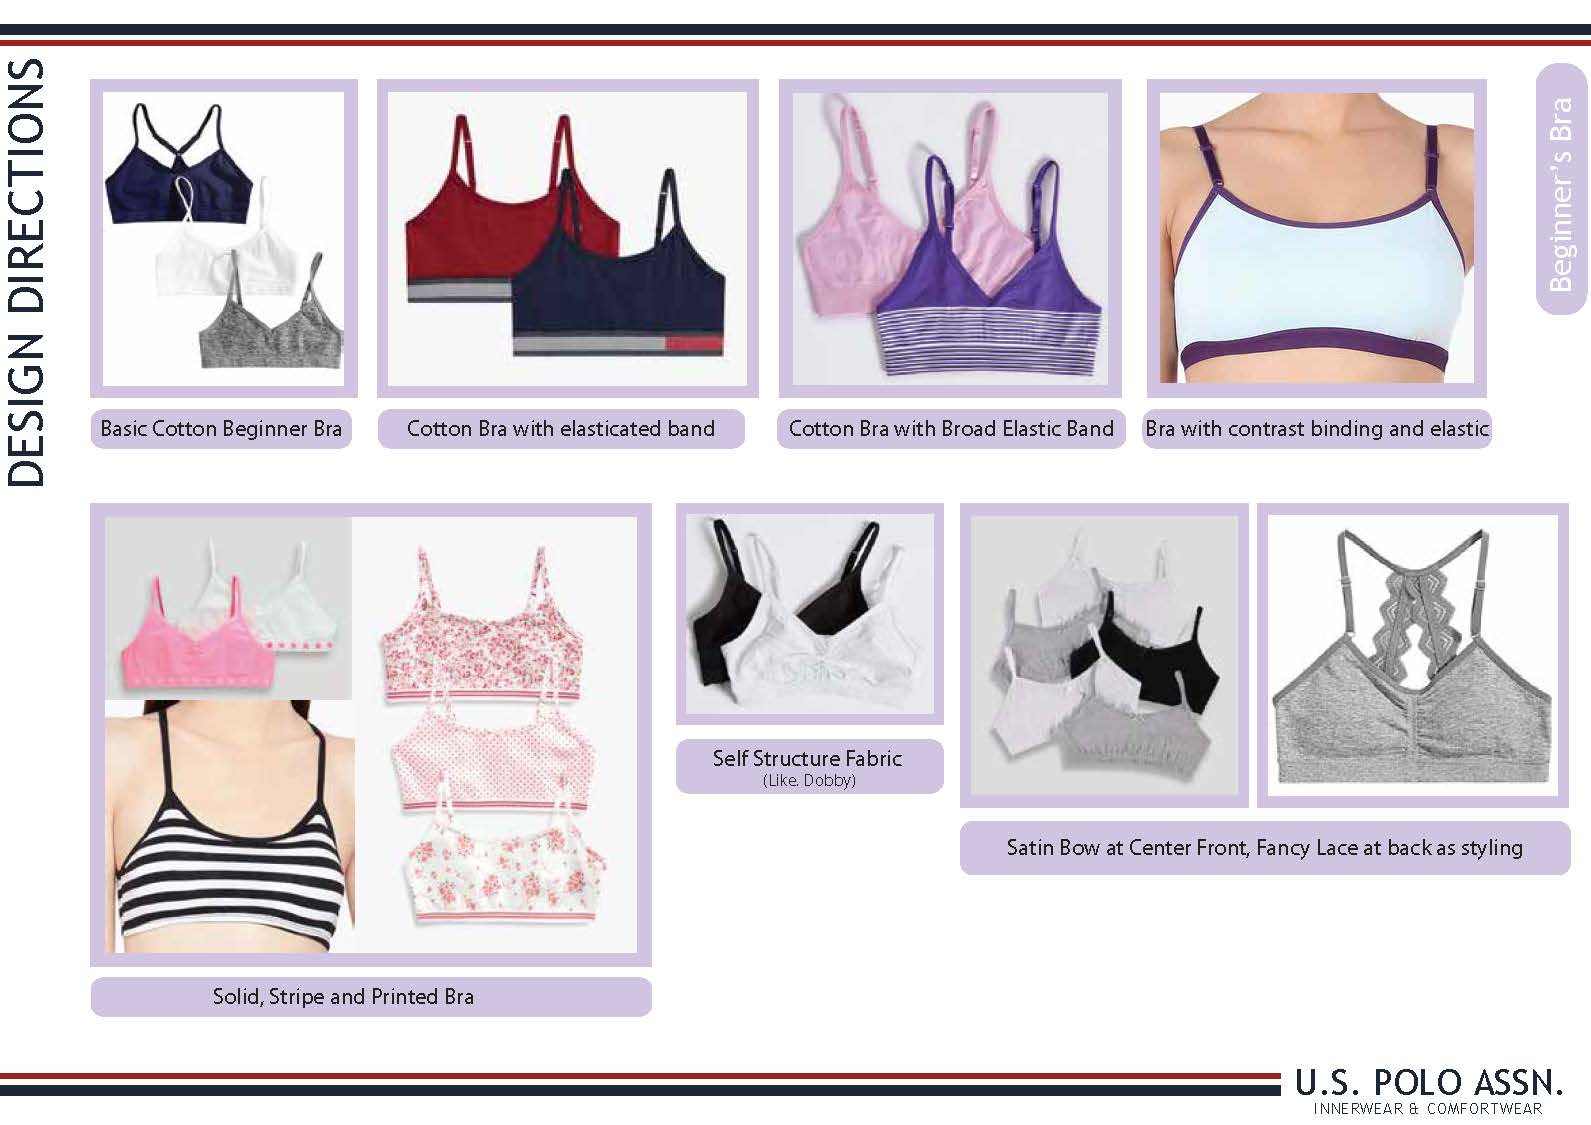 DESIGN DIRECTIONS
Beginner's Bra
Basic Cotton Beginner Bra
Cotton Bra with elasticated band
Cotton Bra with Broad Elastic Band
Bra with contrast binding and elastic
Solid, Stripe and Printed Bra
Self Structure Fabric
(Like. Dobby)
Satin Bow at Center Front, Fancy Lace at back as styling
U.S. POLO ASSN.
INNERWEAR & COMFORTWEAR